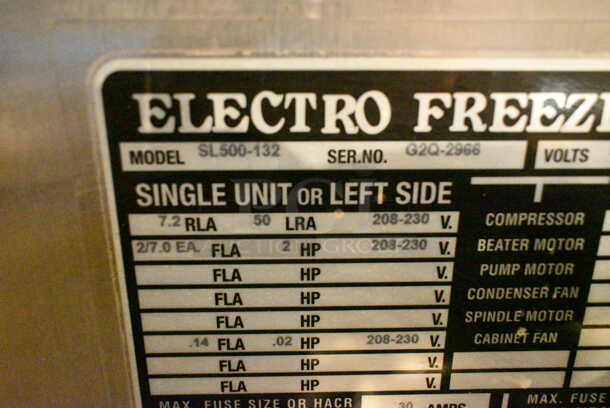 ELECTRO FREEZ
MODEL SL500-132 SER.NO. G2Q-2966 VOLTS
SINGLE UNIT OR LEFT SIDE
7.2 RLA 50 LRA 208-230 V. COMPRESSOR
2/7.0 EA. FLA 2 HP 208-230 V. BEATER MOTOR
FLA HP V. PUMP MOTOR
FLA HP V. CONDENSER FAN
FLA HP V. SPINDLE MOTOR
.14 FLA .02 HP 208-230 V. CABINET FAN
FLA HP V.
FLA HP V.
MAX. FUSE SIZE OR HACR 30 AMPS MAX. FUSE